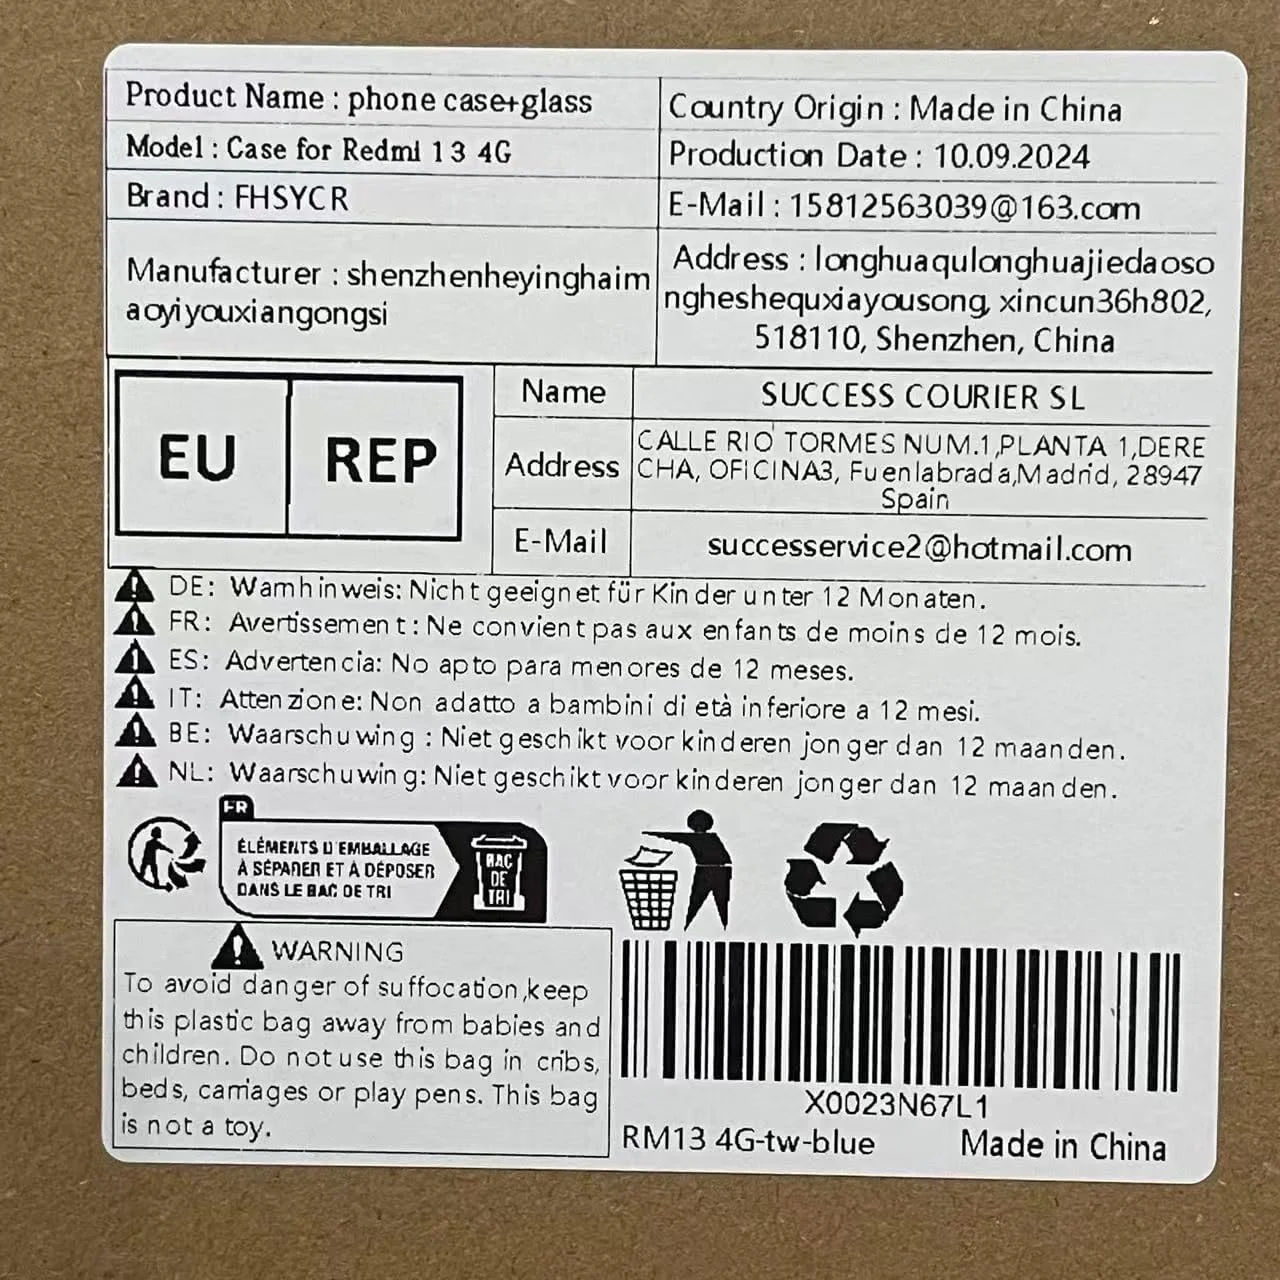 Product Name : phone case+glass
Country Origin : Made in China
Model : Case for Redmi 13 4G
Production Date : 10.09.2024
Brand : FHSYCR
E-Mail : 15812563039@163.com
Manufacturer : shenzhenheyinghaim
aoyiyouxiangongsi
Address : longhuaqulonghuajiedaoso
ngheshequxiayousong, xincun36h802,
518110, Shenzhen, China
EU REP
Name
SUCCESS COURIER SL
Address
CALLE RIO TORMES NUM.1,PLANTA 1,DERE
CHA, OFICINA3, Fuenlabrada,Madrid, 28947
Spain
E-Mail
successervice2@hotmail.com
DE: Warnhinweis: Nicht geeignet für Kinder unter 12 Monaten.
FR: Avertissement : Ne convient pas aux enfants de moins de 12 mois.
ES: Advertencia: No apto para menores de 12 meses.
IT: Attenzione: Non adatto a bambini di età inferiore a 12 mesi.
BE: Waarschuwing : Niet geschikt voor kinderen jonger dan 12 maanden.
NL: Waarschuwing: Niet geschikt voor kinderen jonger dan 12 maanden.
FR
ÉLÉMENTS D'EMBALLAGE
À SÉPARER ET À DÉPOSER
DANS LE BAC DE TRI
BAC
DE
TRI
WARNING
To avoid danger of suffocation,keep
this plastic bag away from babies and
children. Do not use this bag in cribs,
beds, carriages or play pens. This bag
is not a toy.
X0023N67L1
RM13 4G-tw-blue Made in China